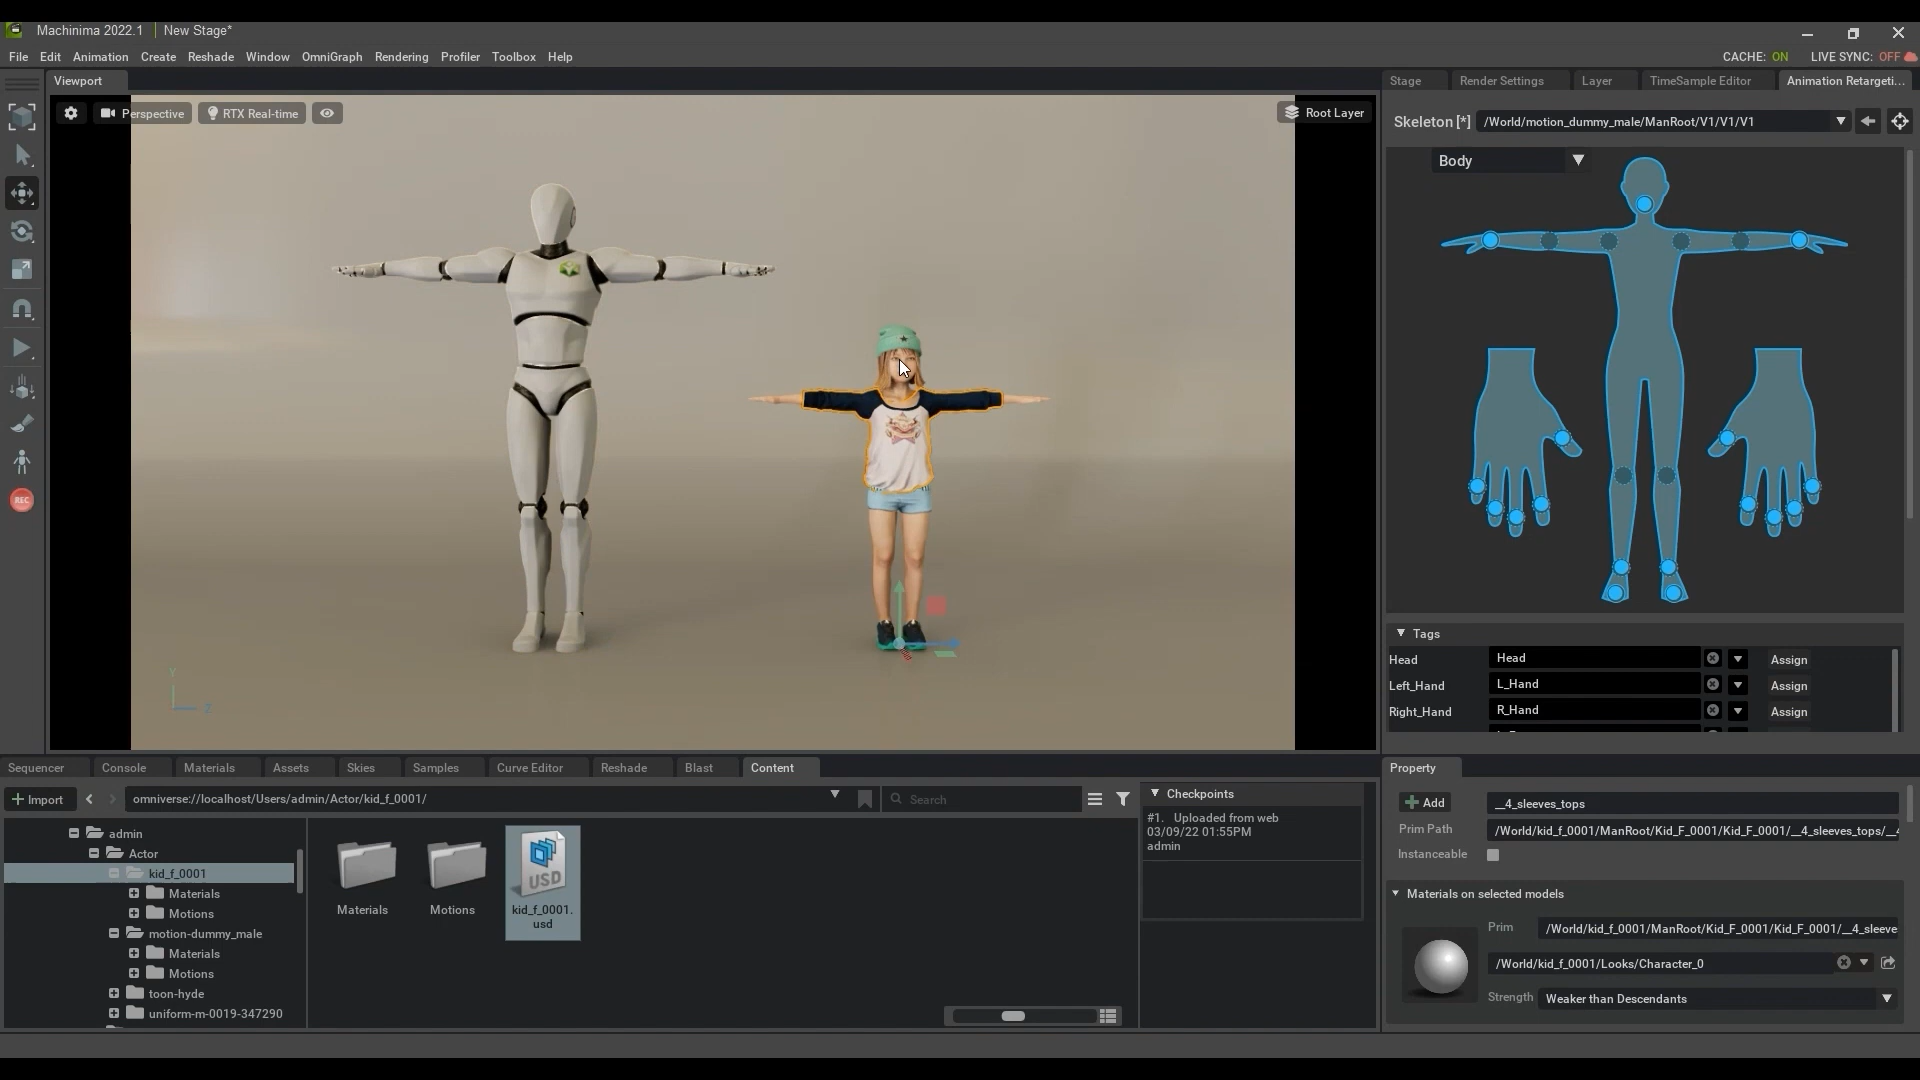 Machinima 2022.1 New Stage*
File Edit Animation Create Reshade Window OmniGraph Rendering Profiler Toolbox Help CACHE: ON LIVE SYNC: OFF
Viewport Stage Render Settings Layer TimeSample Editor Animation Retargeti...
Perspective RTX Real-time Root Layer
Skeleton [*] /World/motion_dummy_male/ManRoot/V1/V1/V1
Body
REC
Y
Z
Tags
Head Head Assign
Left_Hand L_Hand Assign
Right_Hand R_Hand Assign
Sequencer Console Materials Assets Skies Samples Curve Editor Reshade Blast Content
Import omniverse://localhost/Users/admin/Actor/kid_f_0001/ Search
admin
Actor
kid_f_0001
Materials
Motions
motion-dummy_male
Materials
Motions
toon-hyde
uniform-m-0019-347290
Materials
Motions
USD
kid_f_0001.
usd
Checkpoints
#1. Uploaded from web
03/09/22 01:55PM
admin
Property
Add __4_sleeves_tops
Prim Path /World/kid_f_0001/ManRoot/Kid_F_0001/Kid_F_0001/__4_sleeves_tops/__4
Instanceable
Materials on selected models
Prim /World/kid_f_0001/ManRoot/Kid_F_0001/Kid_F_0001/__4_sleeve
/World/kid_f_0001/Looks/Character_0
Strength Weaker than Descendants